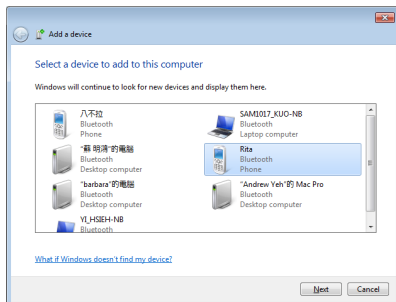 Add a device
Select a device to add to this computer
Windows will continue to look for new devices and display them here.
八不拉
Bluetooth
Phone
SAM1017_KUO-NB
Bluetooth
Laptop computer
"蘇 明鴻"的電腦
Bluetooth
Desktop computer
Rita
Bluetooth
Phone
"barbara"的電腦
Bluetooth
Desktop computer
"Andrew Yeh"的 Mac Pro
Bluetooth
Desktop computer
YI_HSIEH-NB
Bluetooth
What if Windows doesn't find my device?
Next
Cancel